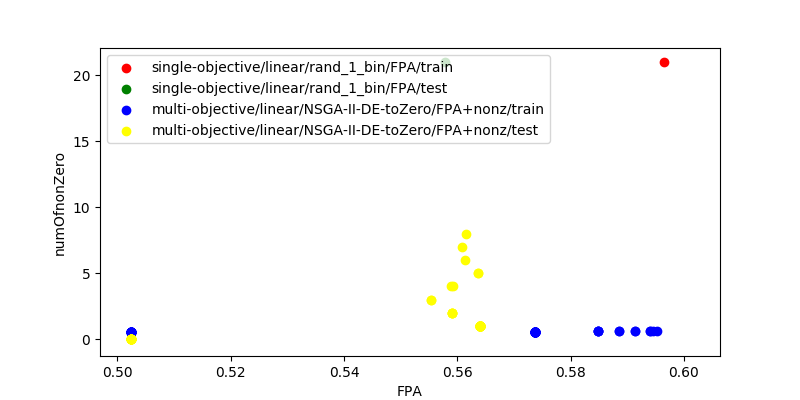 single-objective/linear/rand_1_bin/FPA/train
single-objective/linear/rand_1_bin/FPA/test
multi-objective/linear/NSGA-II-DE-toZero/FPA+nonz/train
multi-objective/linear/NSGA-II-DE-toZero/FPA+nonz/test
numOfnonZero
20
15
10
5
0
0.50 0.52 0.54 0.56 0.58 0.60
FPA